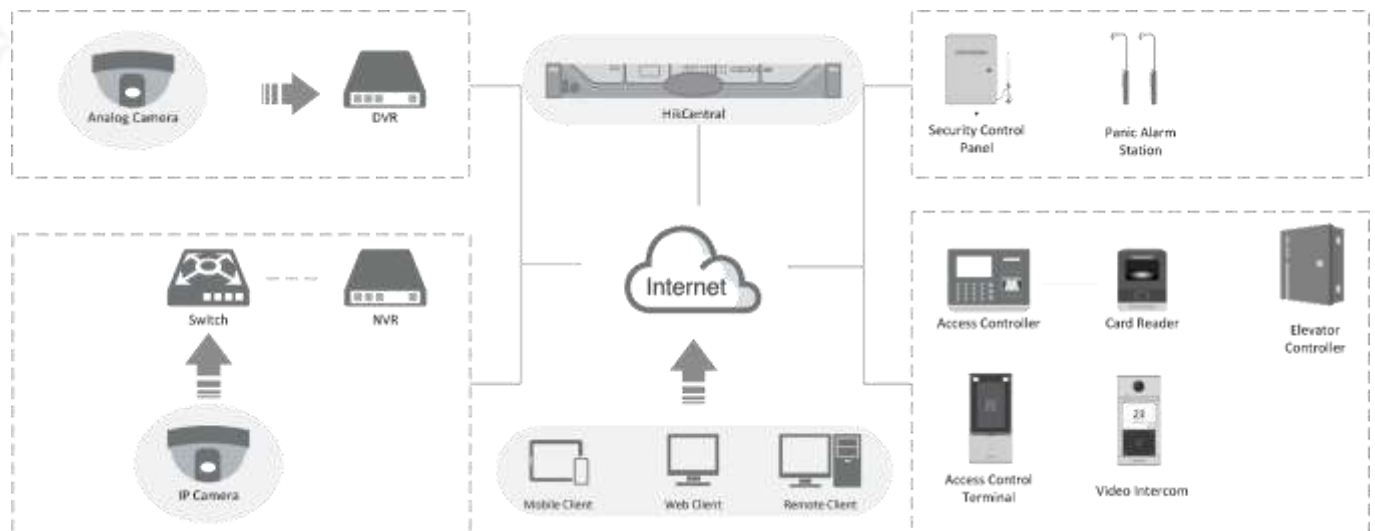 Analog Camera
DVR
HikCentral
Security Control
Panel
Panic Alarm
Station
Switch
NVR
IP Camera
Internet
Mobile Client
Web Client
Remote Client
Access Controller
Card Reader
Elevator
Controller
Access Control
Terminal
23
Video Intercom